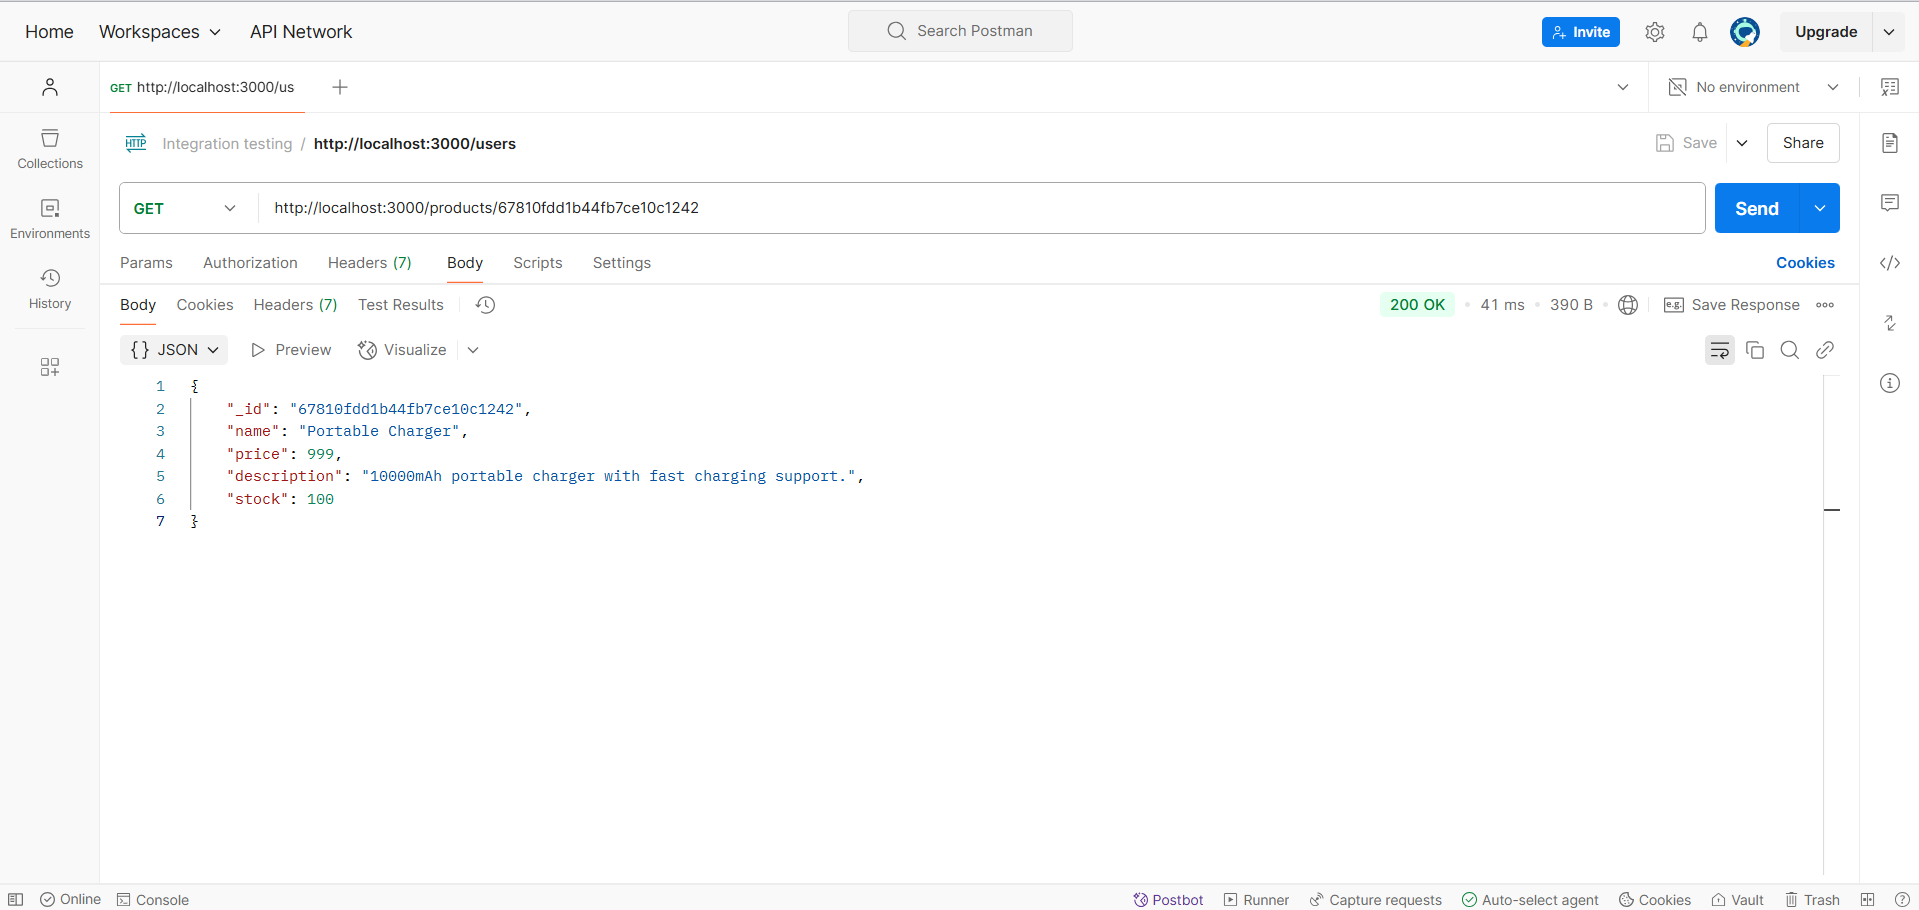 Home Workspaces API Network Search Postman Invite Upgrade
GET http://localhost:3000/us No environment
HTTP Integration testing / http://localhost:3000/users Save Share
Collections
GET http://localhost:3000/products/67810fdd1b44fb7ce10c1242 Send
Environments
Params Authorization Headers (7) Body Scripts Settings Cookies
History
Body Cookies Headers (7) Test Results 200 OK • 41 ms • 390 B • e.g. Save Response
{} JSON Preview Visualize
1 {
2 "_id": "67810fdd1b44fb7ce10c1242",
3 "name": "Portable Charger",
4 "price": 999,
5 "description": "10000mAh portable charger with fast charging support.",
6 "stock": 100
7 }
Online Console Postbot Runner Capture requests Auto-select agent Cookies Vault Trash